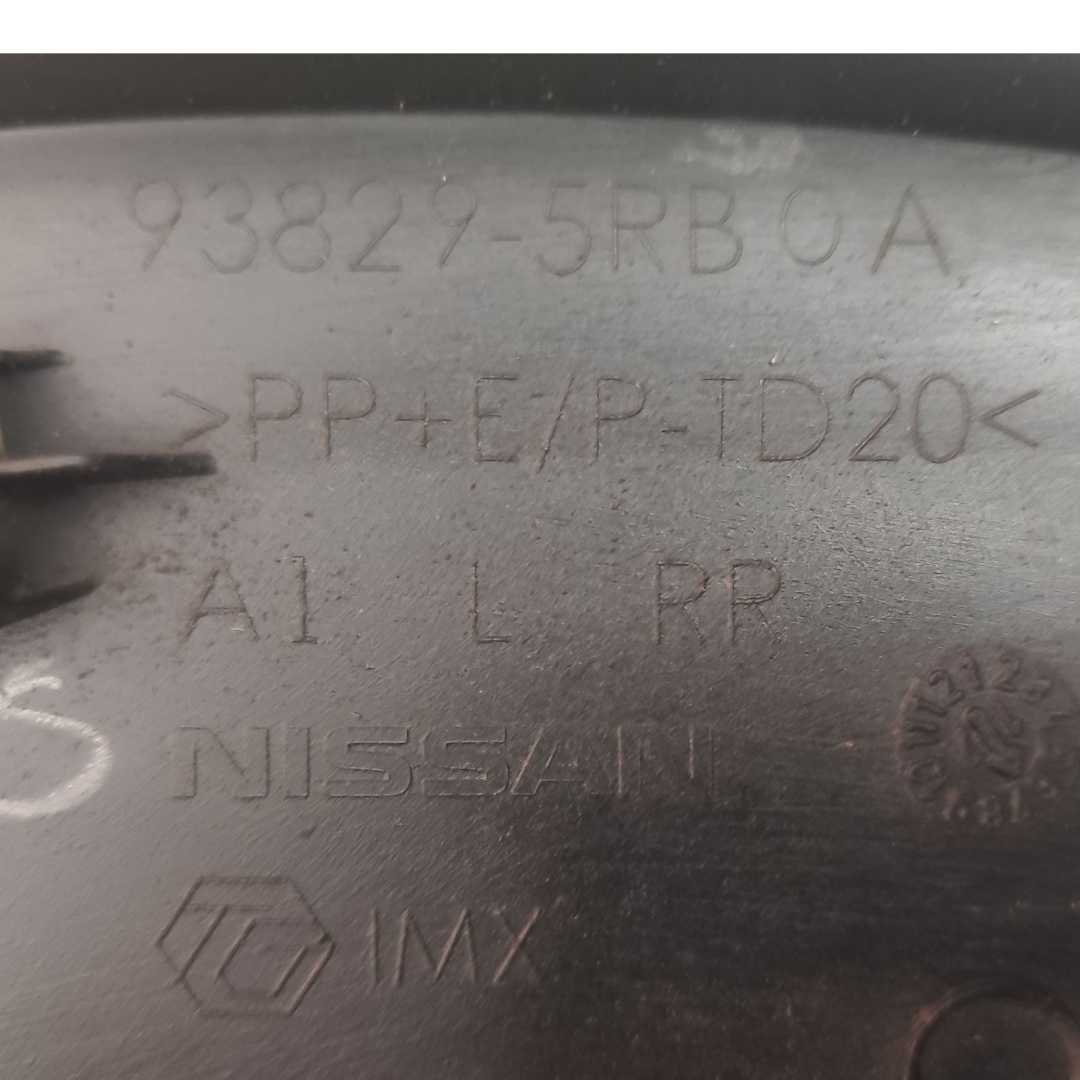 93829-5RB0A
>PP+E/P-TD20<
A1 L RR
NISSAN
IMX